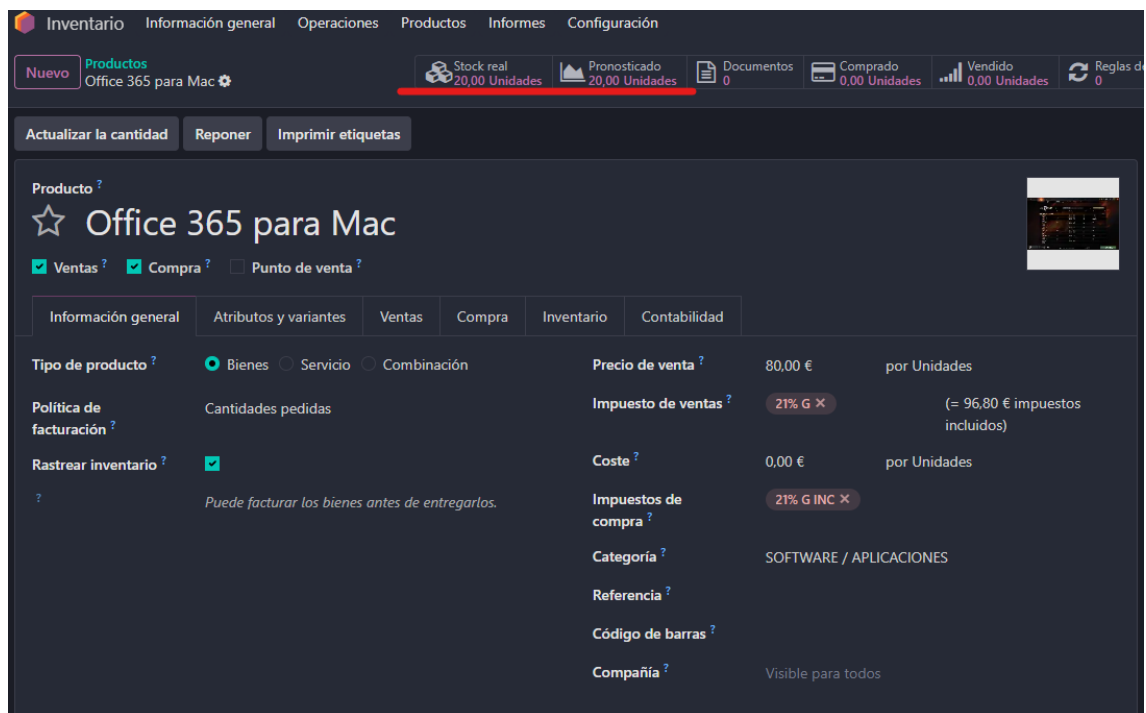 Inventario Información general Operaciones Productos Informes Configuración
Nuevo
Productos
Office 365 para Mac
Stock real
20,00 Unidades
Pronosticado
20,00 Unidades
Documentos
0
Comprado
0,00 Unidades
Vendido
0,00 Unidades
Reglas de
0
Actualizar la cantidad Reponer Imprimir etiquetas
Producto ?
Office 365 para Mac
Ventas ? Compra ? Punto de venta ?
Información general Atributos y variantes Ventas Compra Inventario Contabilidad
Tipo de producto ? Bienes Servicio Combinación
Política de
facturación ?
Cantidades pedidas
Rastrear inventario ?
?
Puede facturar los bienes antes de entregarlos.
Precio de venta ? 80,00 € por Unidades
Impuesto de ventas ? 21% G × (= 96,80 € impuestos
incluidos)
Coste ? 0,00 € por Unidades
Impuestos de
compra ?
21% G INC ×
Categoría ? SOFTWARE / APLICACIONES
Referencia ?
Código de barras ?
Compañía ? Visible para todos